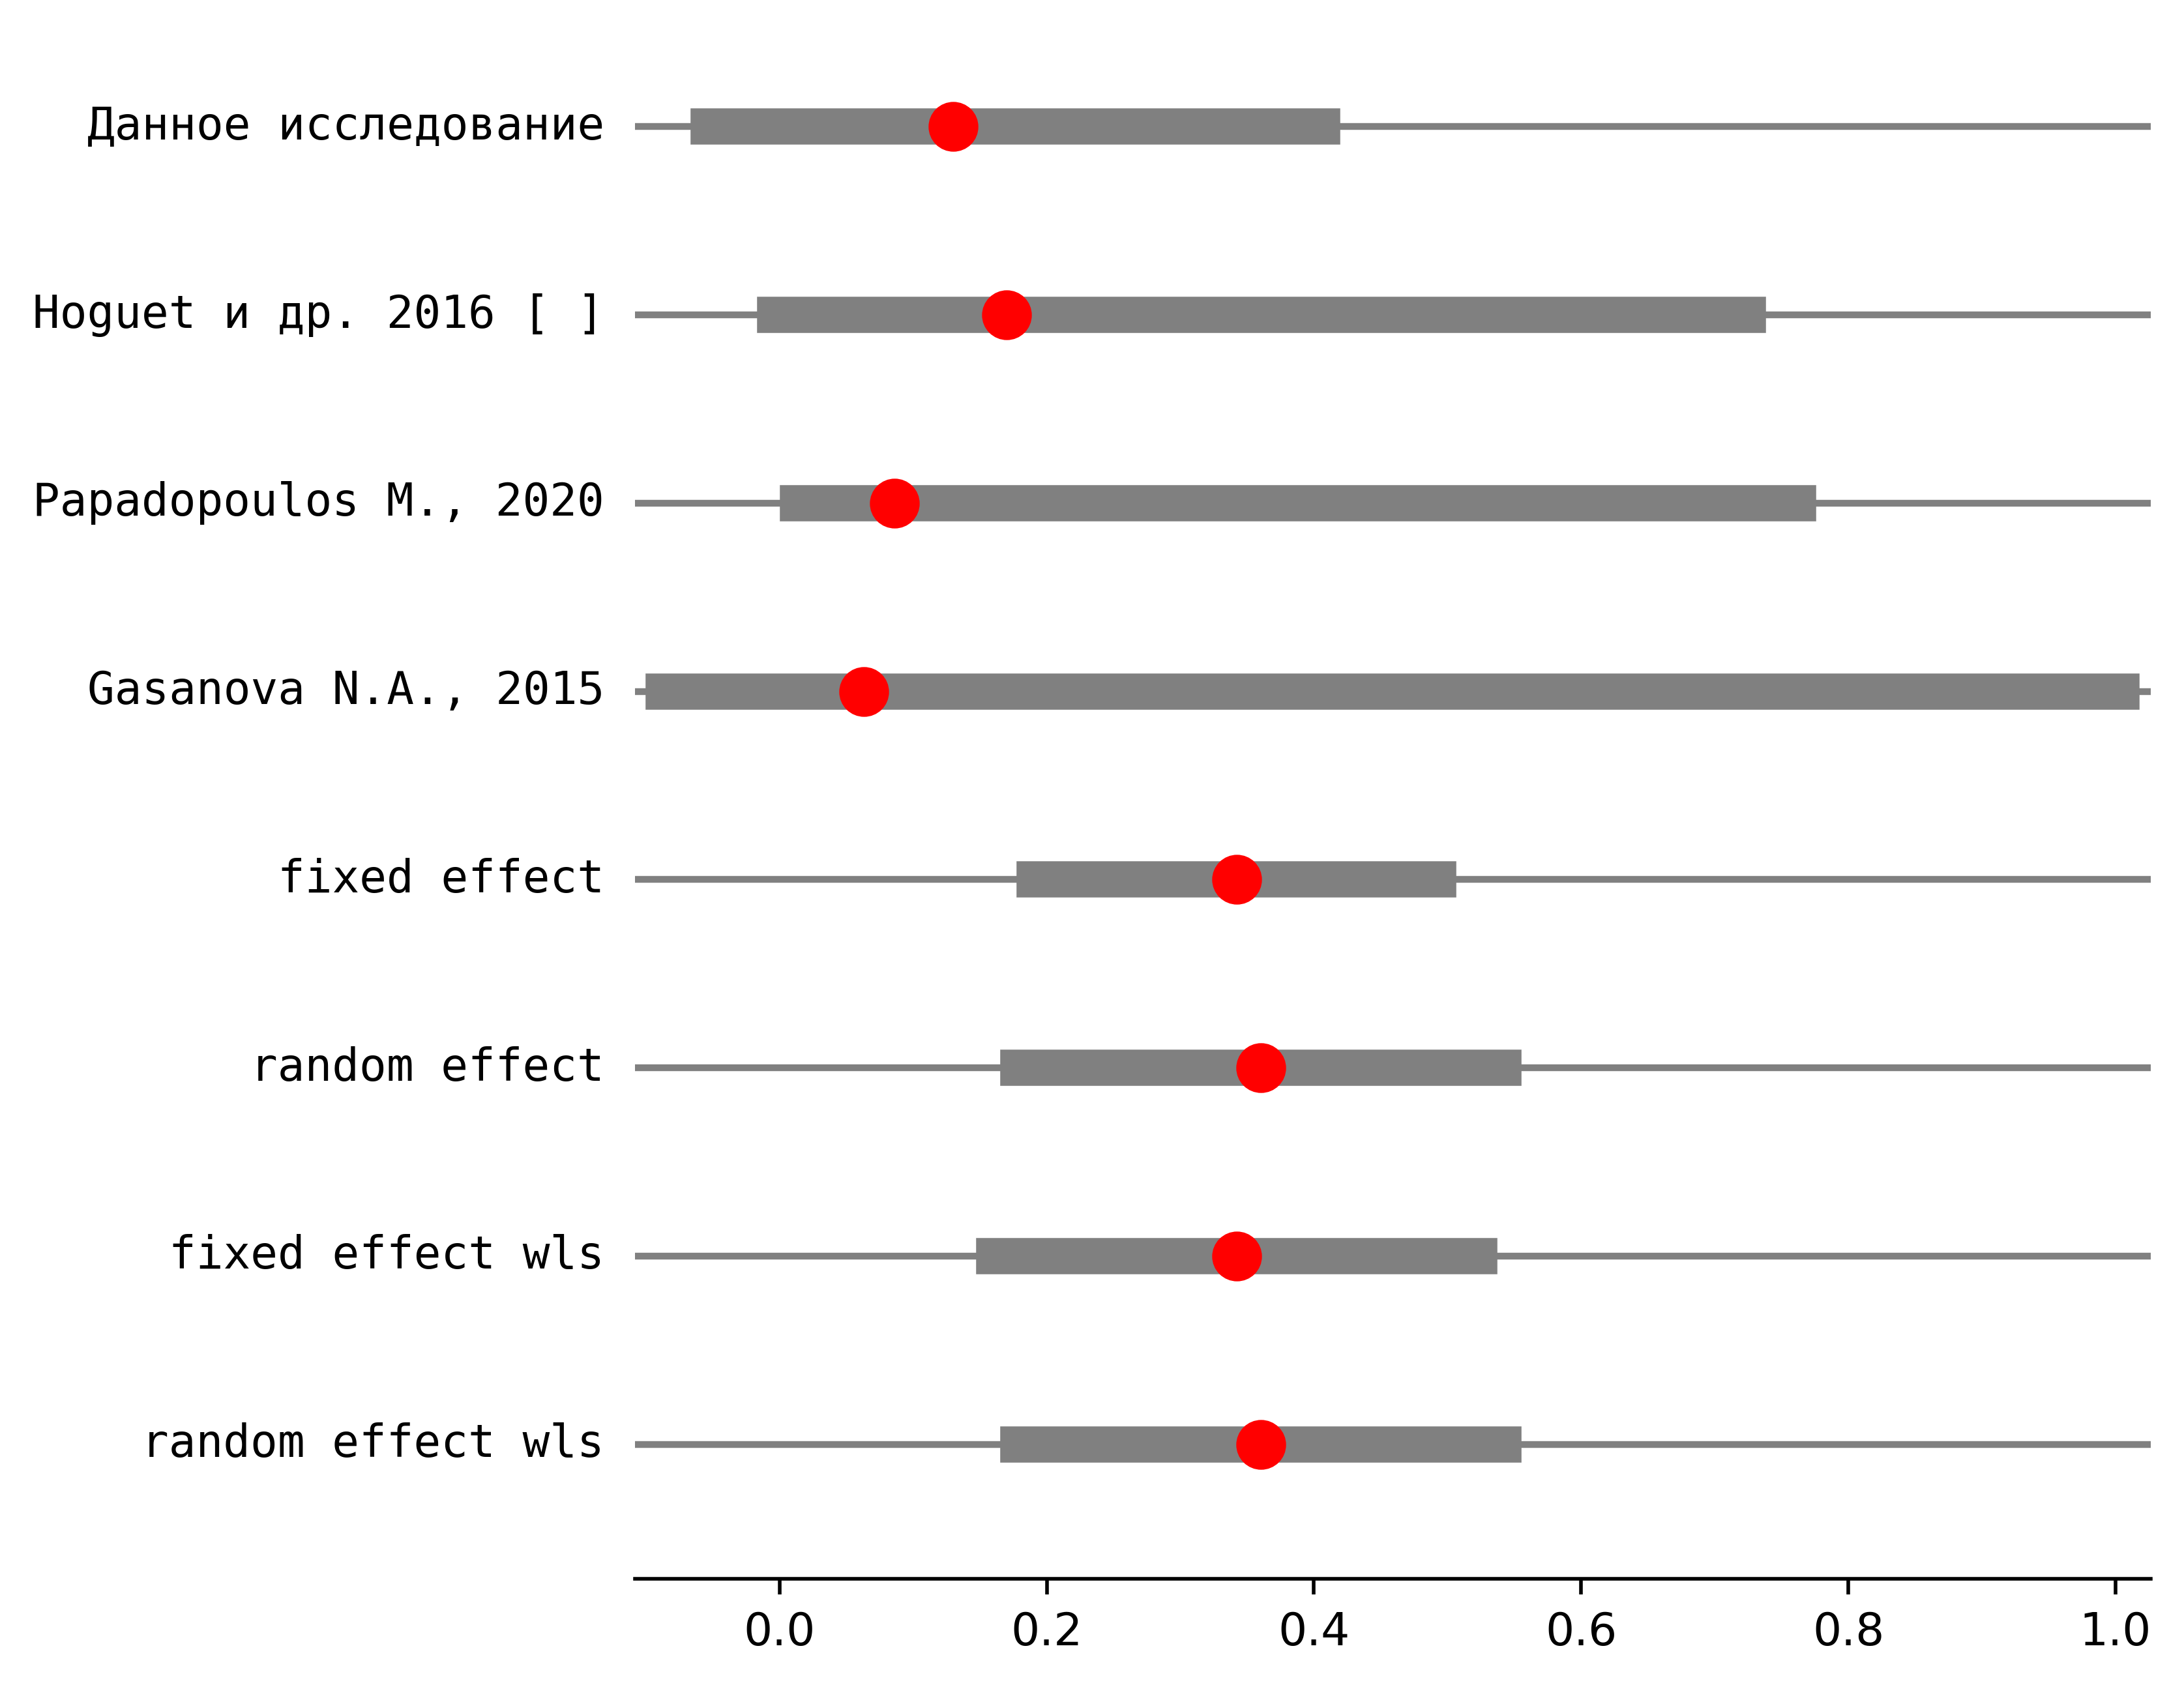 Данное исследование
Hoguet и др. 2016 [ ]
Papadopoulos M., 2020
Gasanova N.A., 2015
fixed effect
random effect
fixed effect wls
random effect wls
0.0 0.2 0.4 0.6 0.8 1.0